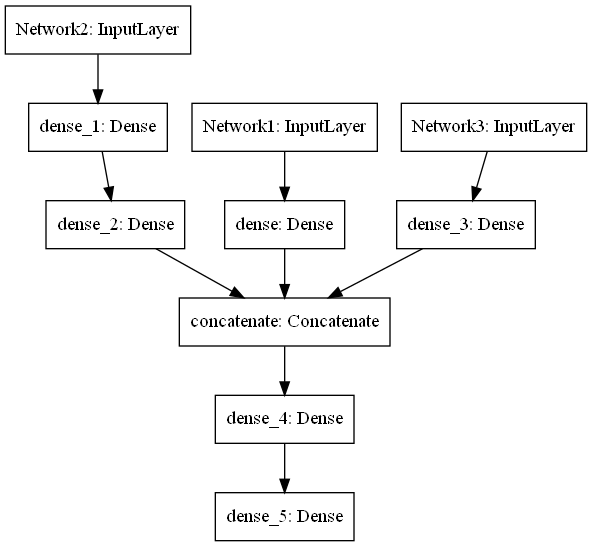 Network2: InputLayer
dense_1: Dense
Network1: InputLayer
Network3: InputLayer
dense_2: Dense
dense: Dense
dense_3: Dense
concatenate: Concatenate
dense_4: Dense
dense_5: Dense